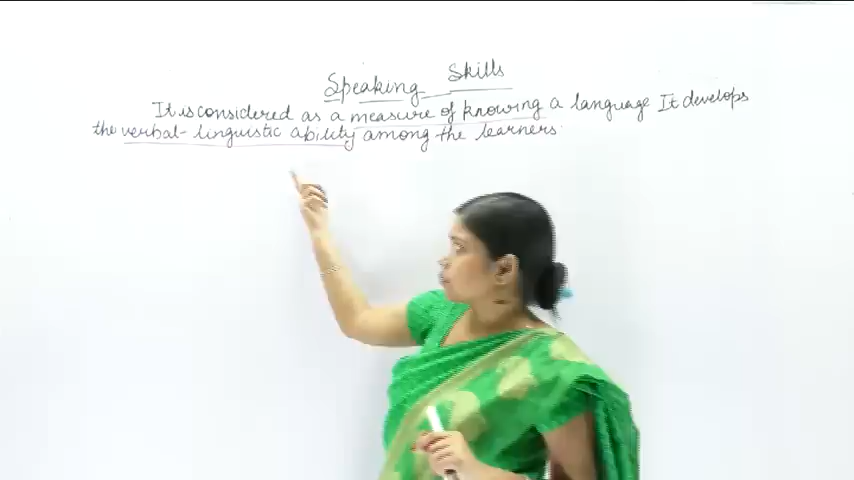 Speaking Skills
It is considered as a measure of knowing a language It develops
the verbal-linguistic ability among the learners.